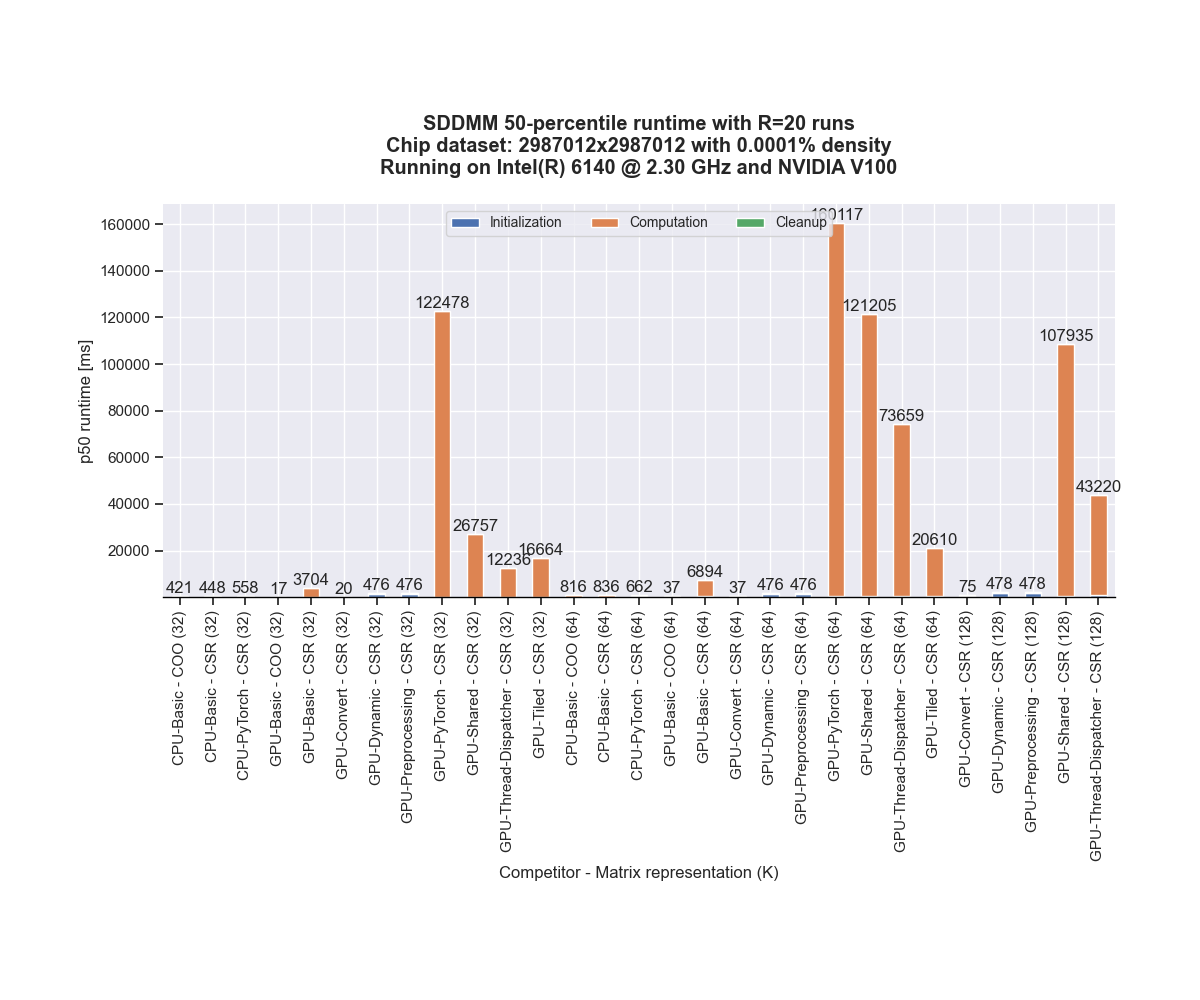 SDDMM 50-percentile runtime with R=20 runs
Chip dataset: 2987012x2987012 with 0.0001% density
Running on Intel(R) 6140 @ 2.30 GHz and NVIDIA V100
Initialization Computation Cleanup
160117
160000
140000
120000
100000
80000
60000
40000
20000
p50 runtime [ms]
421 448 558 17 3704 20 476 476 122478 26757 12236 16664 816 836 662 37 6894 37 476 476 121205 73659 20610 75 478 478 107935 43220
CPU-Basic - COO (32)
CPU-Basic - CSR (32)
CPU-PyTorch - CSR (32)
GPU-Basic - COO (32)
GPU-Basic - CSR (32)
GPU-Convert - CSR (32)
GPU-Dynamic - CSR (32)
GPU-Preprocessing - CSR (32)
GPU-PyTorch - CSR (32)
GPU-Shared - CSR (32)
GPU-Thread-Dispatcher - CSR (32)
GPU-Tiled - CSR (32)
CPU-Basic - COO (64)
CPU-Basic - CSR (64)
CPU-PyTorch - CSR (64)
GPU-Basic - COO (64)
GPU-Basic - CSR (64)
GPU-Convert - CSR (64)
GPU-Dynamic - CSR (64)
GPU-Preprocessing - CSR (64)
GPU-PyTorch - CSR (64)
GPU-Shared - CSR (64)
GPU-Thread-Dispatcher - CSR (64)
GPU-Tiled - CSR (64)
GPU-Convert - CSR (128)
GPU-Dynamic - CSR (128)
GPU-Preprocessing - CSR (128)
GPU-Shared - CSR (128)
GPU-Thread-Dispatcher - CSR (128)
Competitor - Matrix representation (K)